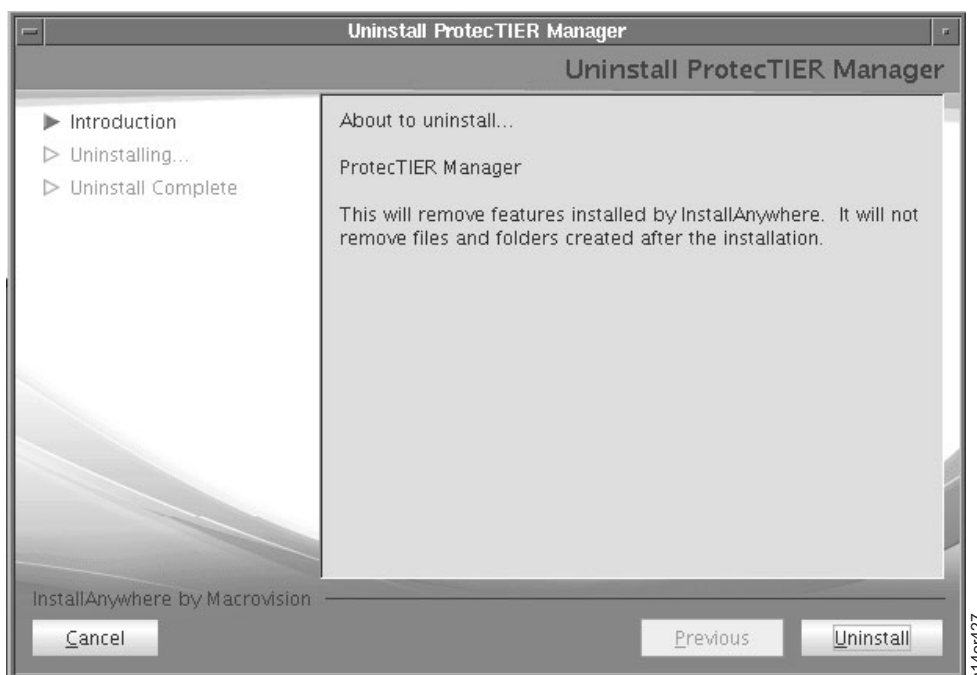 Uninstall ProtecTIER Manager
Uninstall ProtecTIER Manager
Introduction
Uninstalling...
Uninstall Complete
About to uninstall...
ProtecTIER Manager
This will remove features installed by InstallAnywhere. It will not
remove files and folders created after the installation.
InstallAnywhere by Macrovision
Cancel
Previous
Uninstall